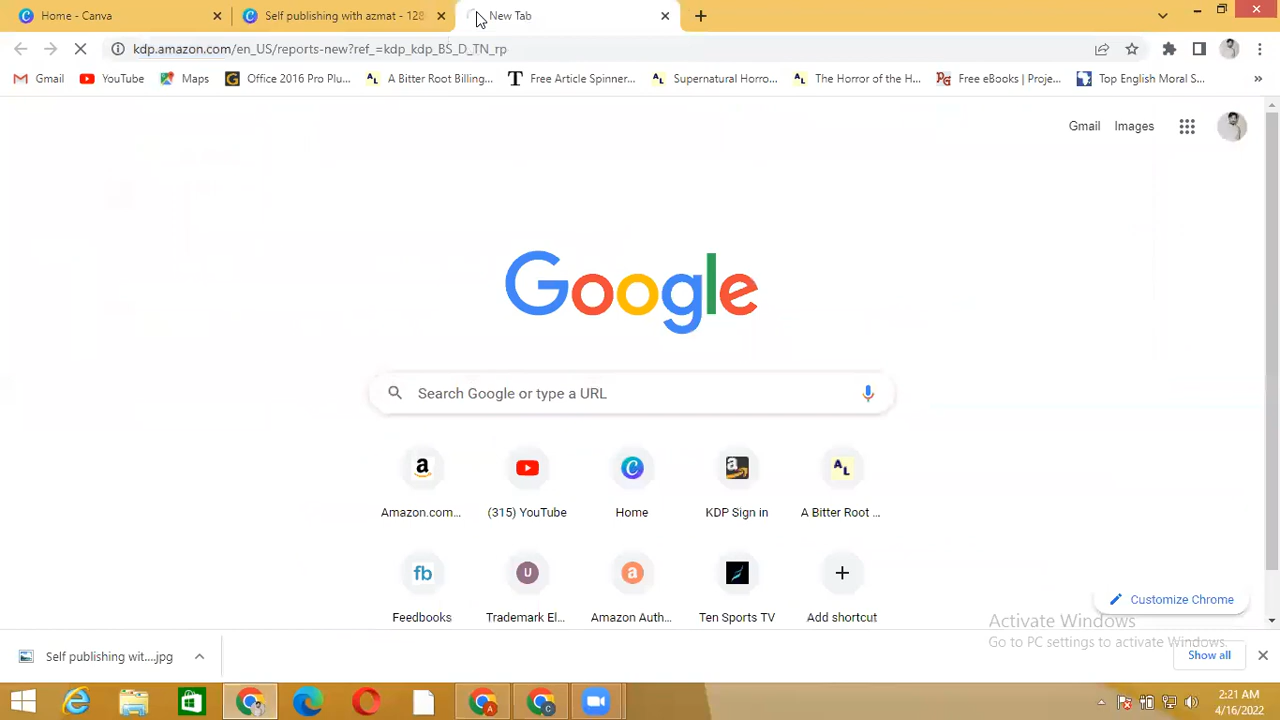 Home - Canva
Self publishing with azmat - 128
New Tab
kdp.amazon.com/en_US/reports-new?ref_=kdp_kdp_BS_D_TN_rp
Gmail
YouTube
Maps
Office 2016 Pro Plu...
A Bitter Root Billing...
Free Article Spinner...
Supernatural Horro...
The Horror of the H...
Free eBooks | Proje...
Top English Moral S...
»
Gmail
Images
Google
Search Google or type a URL
Amazon.com...
(315) YouTube
Home
KDP Sign in
A Bitter Root ...
Feedbooks
Trademark El...
Amazon Auth...
Ten Sports TV
Add shortcut
Customize Chrome
Activate Windows
Go to PC settings to activate Windows.
Self publishing wit....jpg
Show all
2:21 AM
4/16/2022